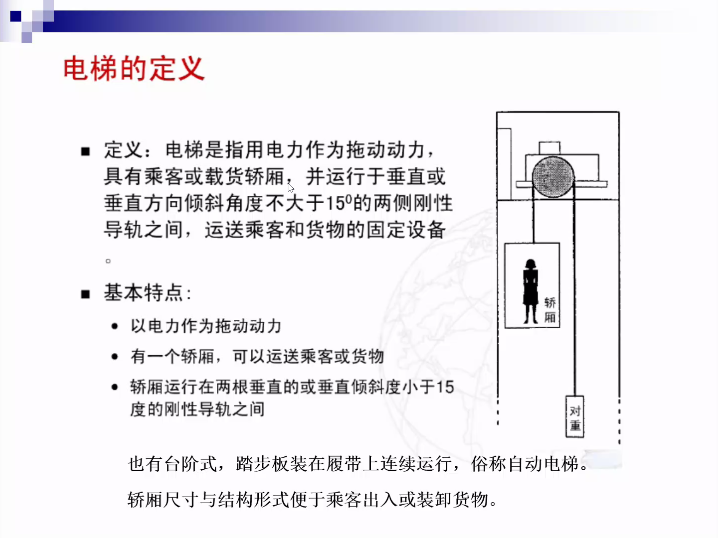 电梯的定义
■ 定义：电梯是指用电力作为拖动动力，
具有乘客或载货轿厢，并运行于垂直或
垂直方向倾斜角度不大于15⁰的两侧刚性
导轨之间，运送乘客和货物的固定设备
。
■ 基本特点：
• 以电力作为拖动动力
• 有一个轿厢，可以运送乘客或货物
• 轿厢运行在两根垂直的或垂直倾斜度小于15
度的刚性导轨之间
轿
厢
对
重
也有台阶式，踏步板装在履带上连续运行，俗称自动电梯。
轿厢尺寸与结构形式便于乘客出入或装卸货物。